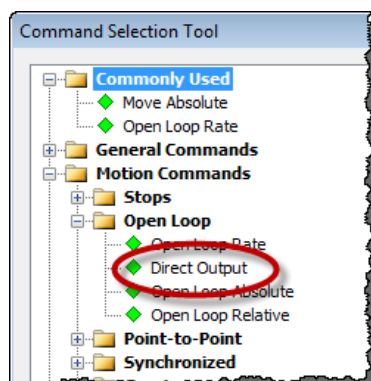 Command Selection Tool
Commonly Used
Move Absolute
Open Loop Rate
General Commands
Motion Commands
Stops
Open Loop
Open Loop Rate
Direct Output
Open Loop Absolute
Open Loop Relative
Point-to-Point
Synchronized